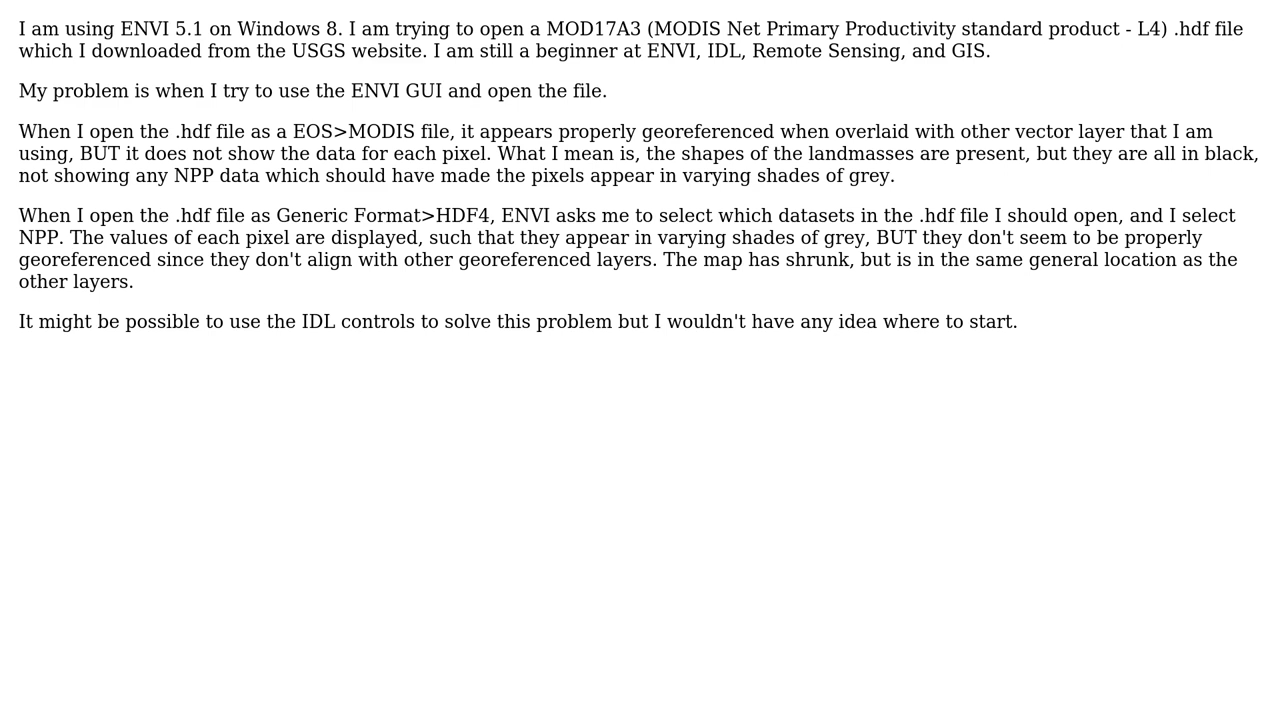 I am using ENVI 5.1 on Windows 8. I am trying to open a MOD17A3 (MODIS Net Primary Productivity standard product - L4) .hdf file
which I downloaded from the USGS website. I am still a beginner at ENVI, IDL, Remote Sensing, and GIS.
My problem is when I try to use the ENVI GUI and open the file.
When I open the .hdf file as a EOS>MODIS file, it appears properly georeferenced when overlaid with other vector layer that I am
using, BUT it does not show the data for each pixel. What I mean is, the shapes of the landmasses are present, but they are all in black,
not showing any NPP data which should have made the pixels appear in varying shades of grey.
When I open the .hdf file as Generic Format>HDF4, ENVI asks me to select which datasets in the .hdf file I should open, and I select
NPP. The values of each pixel are displayed, such that they appear in varying shades of grey, BUT they don't seem to be properly
georeferenced since they don't align with other georeferenced layers. The map has shrunk, but is in the same general location as the
other layers.
It might be possible to use the IDL controls to solve this problem but I wouldn't have any idea where to start.